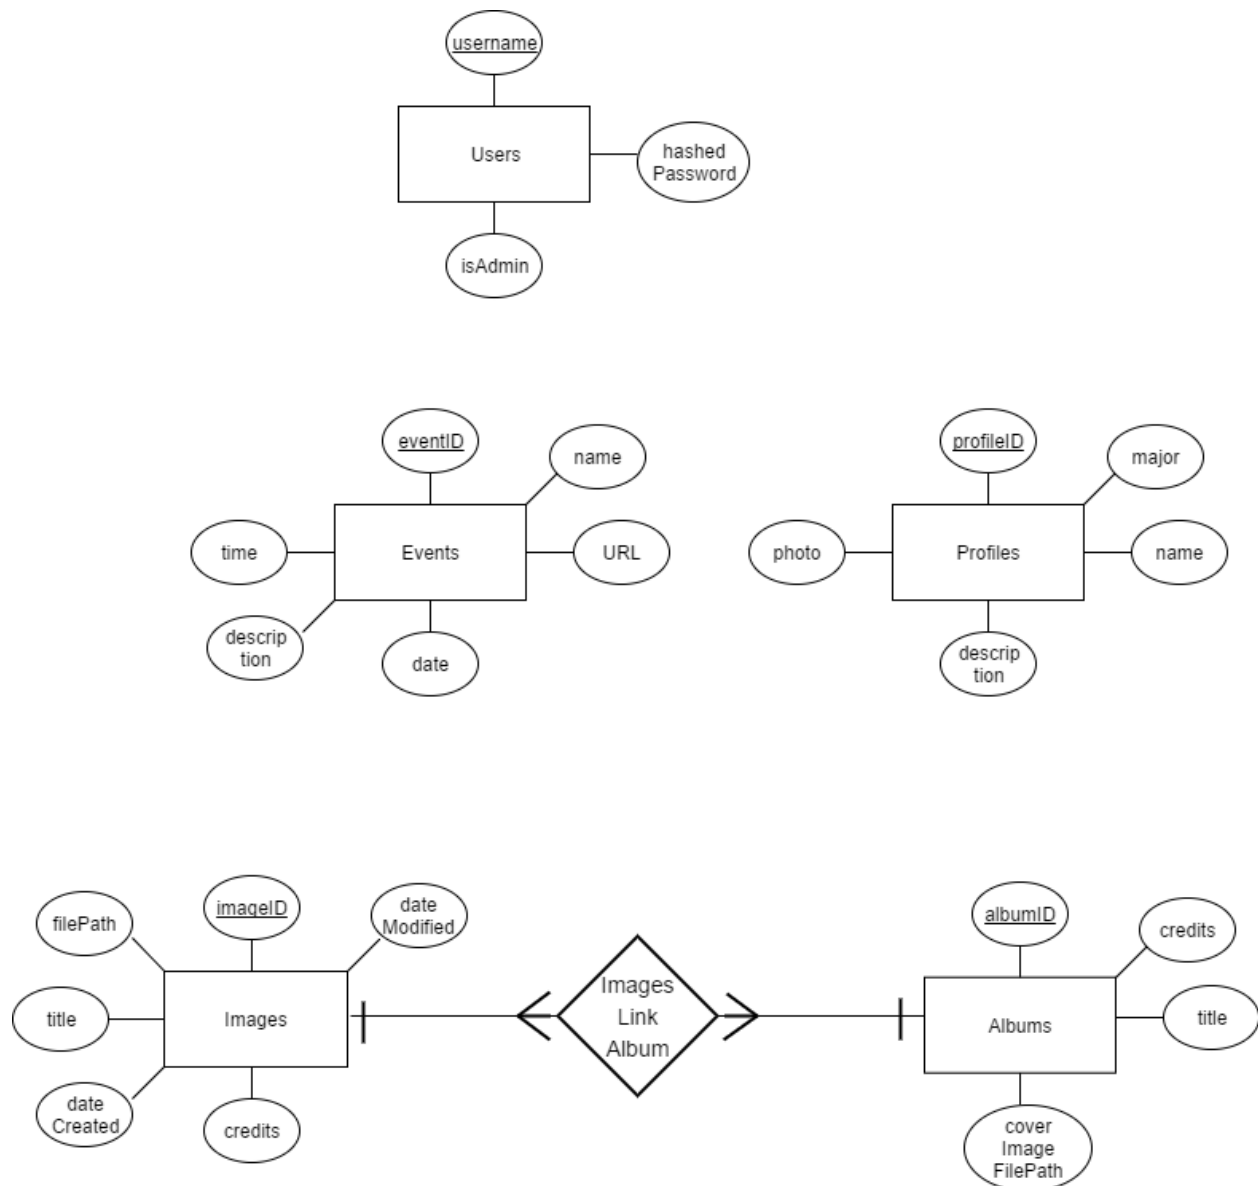 username
Users
hashed
Password
isAdmin
eventID
name
time
Events
URL
descrip
tion
date
profileID
major
photo
Profiles
name
descrip
tion
filePath
imageID
date
Modified
title
Images
date
Created
credits
Images
Link
Album
albumID
credits
Albums
title
cover
Image
FilePath